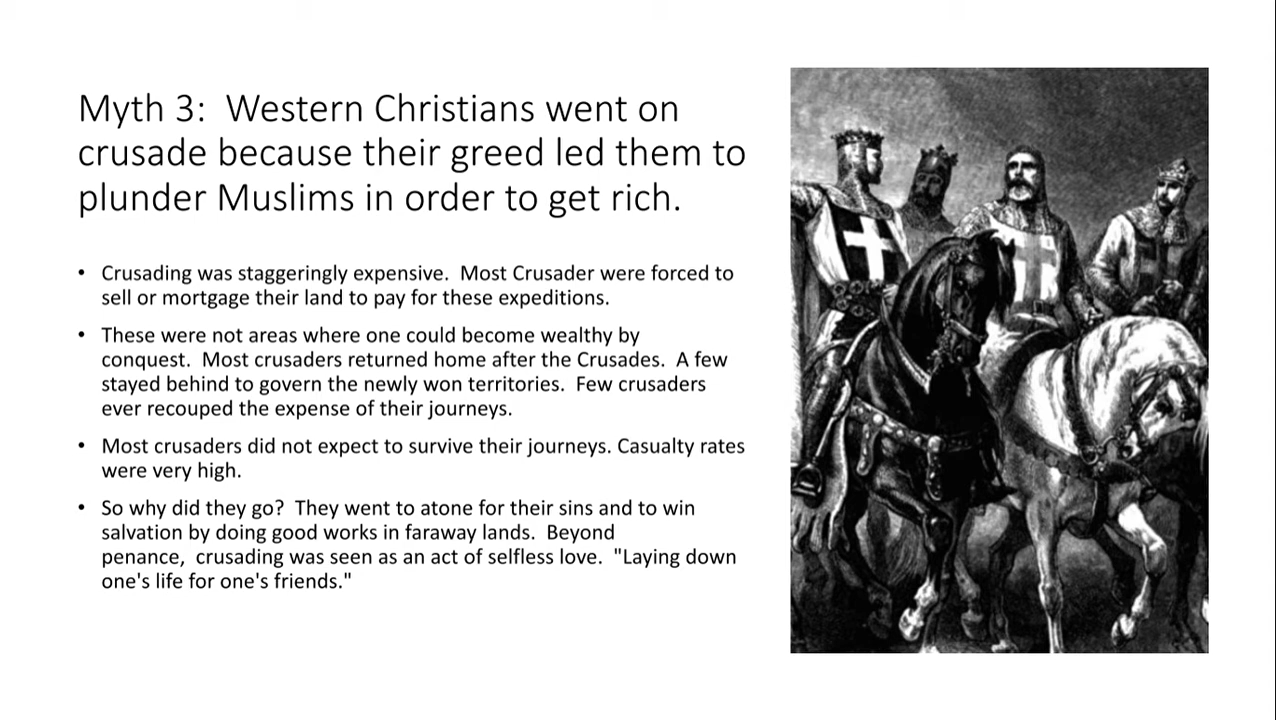 Myth 3:  Western Christians went on
crusade because their greed led them to
plunder Muslims in order to get rich.
• Crusading was staggeringly expensive.  Most Crusader were forced to
sell or mortgage their land to pay for these expeditions.
• These were not areas where one could become wealthy by
conquest.  Most crusaders returned home after the Crusades.  A few
stayed behind to govern the newly won territories.  Few crusaders
ever recouped the expense of their journeys.
• Most crusaders did not expect to survive their journeys. Casualty rates
were very high.
• So why did they go?  They went to atone for their sins and to win
salvation by doing good works in faraway lands.  Beyond
penance,  crusading was seen as an act of selfless love.  "Laying down
one's life for one's friends."